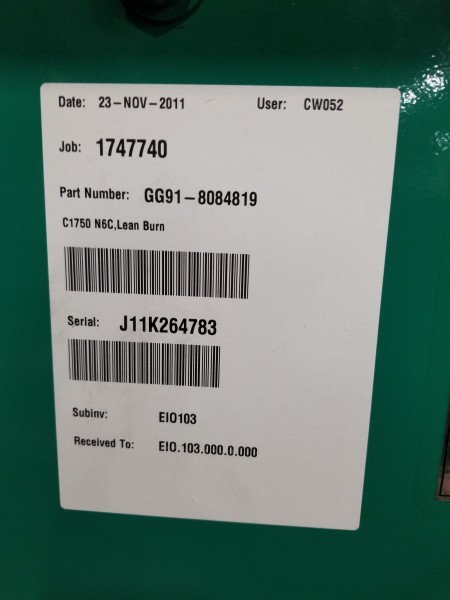 Date: 23-NOV-2011 User: CW052
Job: 1747740
Part Number: GG91-8084819
C1750 N6C,Lean Burn
Serial: J11K264783
Subinv: EIO103
Received To: EIO.103.000.0.000